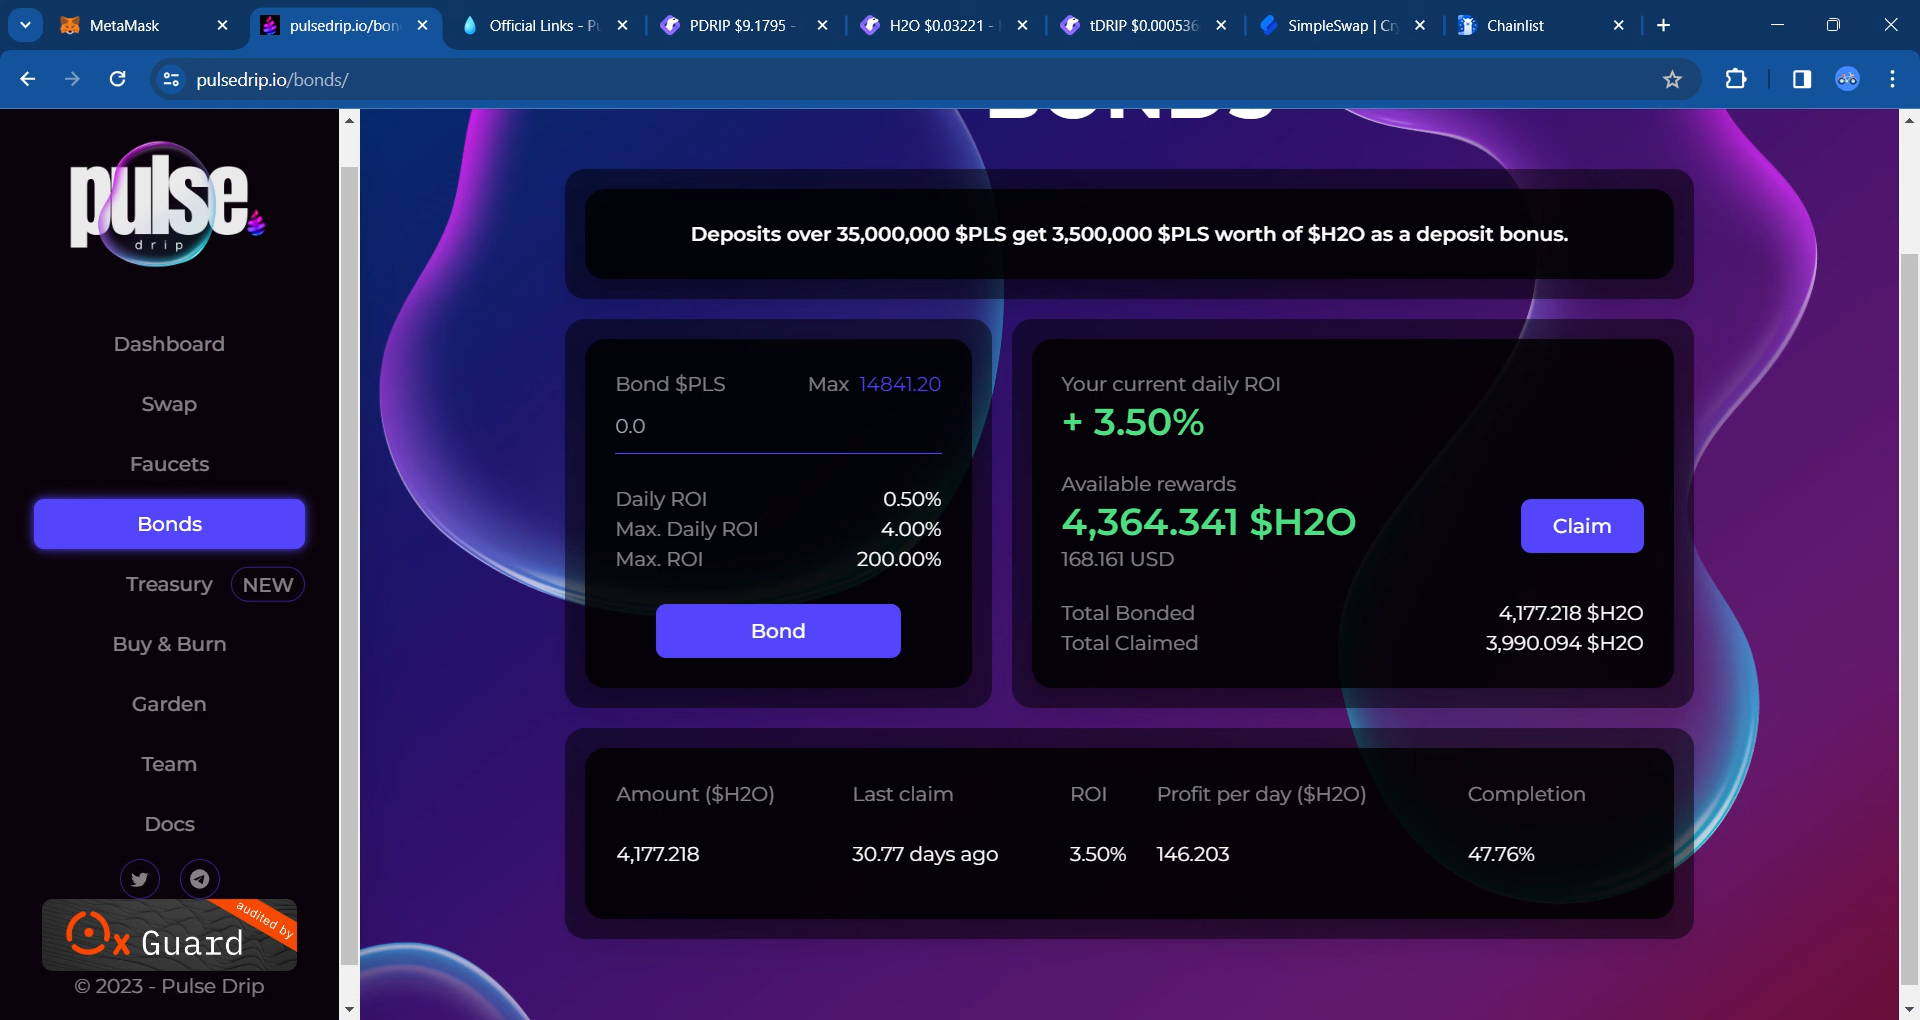 MetaMask
pulsedrip.io/bon
Official Links - P
PDRIP $9.1795 -
H2O $0.03221 -
tDRIP $0.000536
SimpleSwap | Cr
Chainlist
pulsedrip.io/bonds/
pulse
drip
Dashboard
Swap
Faucets
Bonds
Treasury NEW
Buy & Burn
Garden
Team
Docs
audited by
0x Guard
© 2023 - Pulse Drip
BONDS
Deposits over 35,000,000 $PLS get 3,500,000 $PLS worth of $H2O as a deposit bonus.
Bond $PLS Max 14841.20
0.0
Daily ROI 0.50%
Max. Daily ROI 4.00%
Max. ROI 200.00%
Bond
Your current daily ROI
+ 3.50%
Available rewards
4,364.341 $H2O
168.161 USD
Claim
Total Bonded 4,177.218 $H2O
Total Claimed 3,990.094 $H2O
Amount ($H2O) Last claim ROI Profit per day ($H2O) Completion
4,177.218 30.77 days ago 3.50% 146.203 47.76%